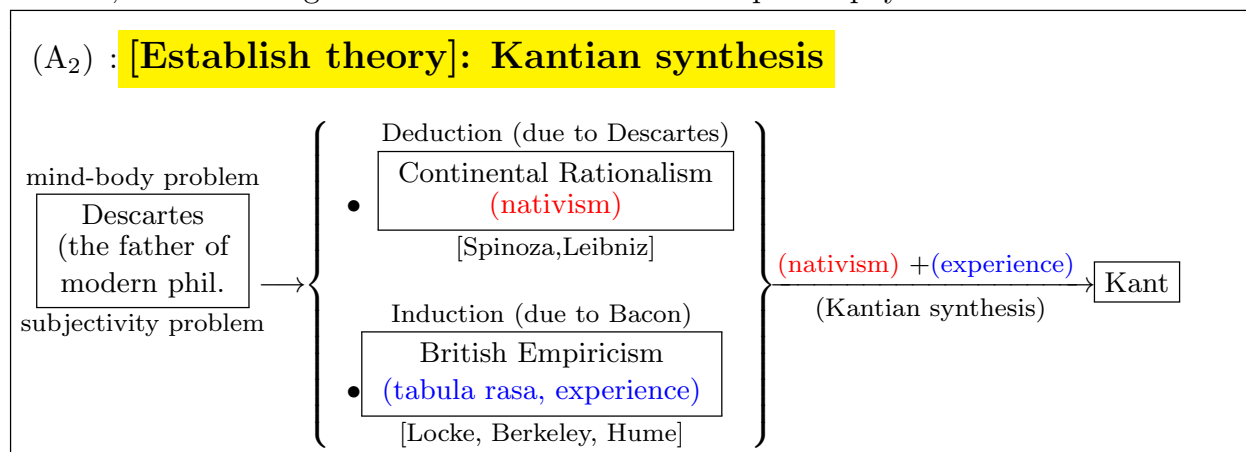 (A₂) : [Establish theory]: Kantian synthesis
mind-body problem
Descartes
(the father of
modern phil.
subjectivity problem
→
Deduction (due to Descartes)
• Continental Rationalism
(nativism)
[Spinoza,Leibniz]
Induction (due to Bacon)
British Empiricism
• (tabula rasa, experience)
[Locke, Berkeley, Hume]
(nativism) +(experience)
(Kantian synthesis)
Kant